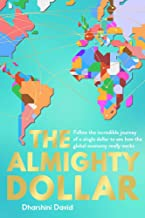 Follow the incredible journey
of a single dollar to see how the
global economy really works
THE
ALMIGHTY
DOLLAR
Dharshini David